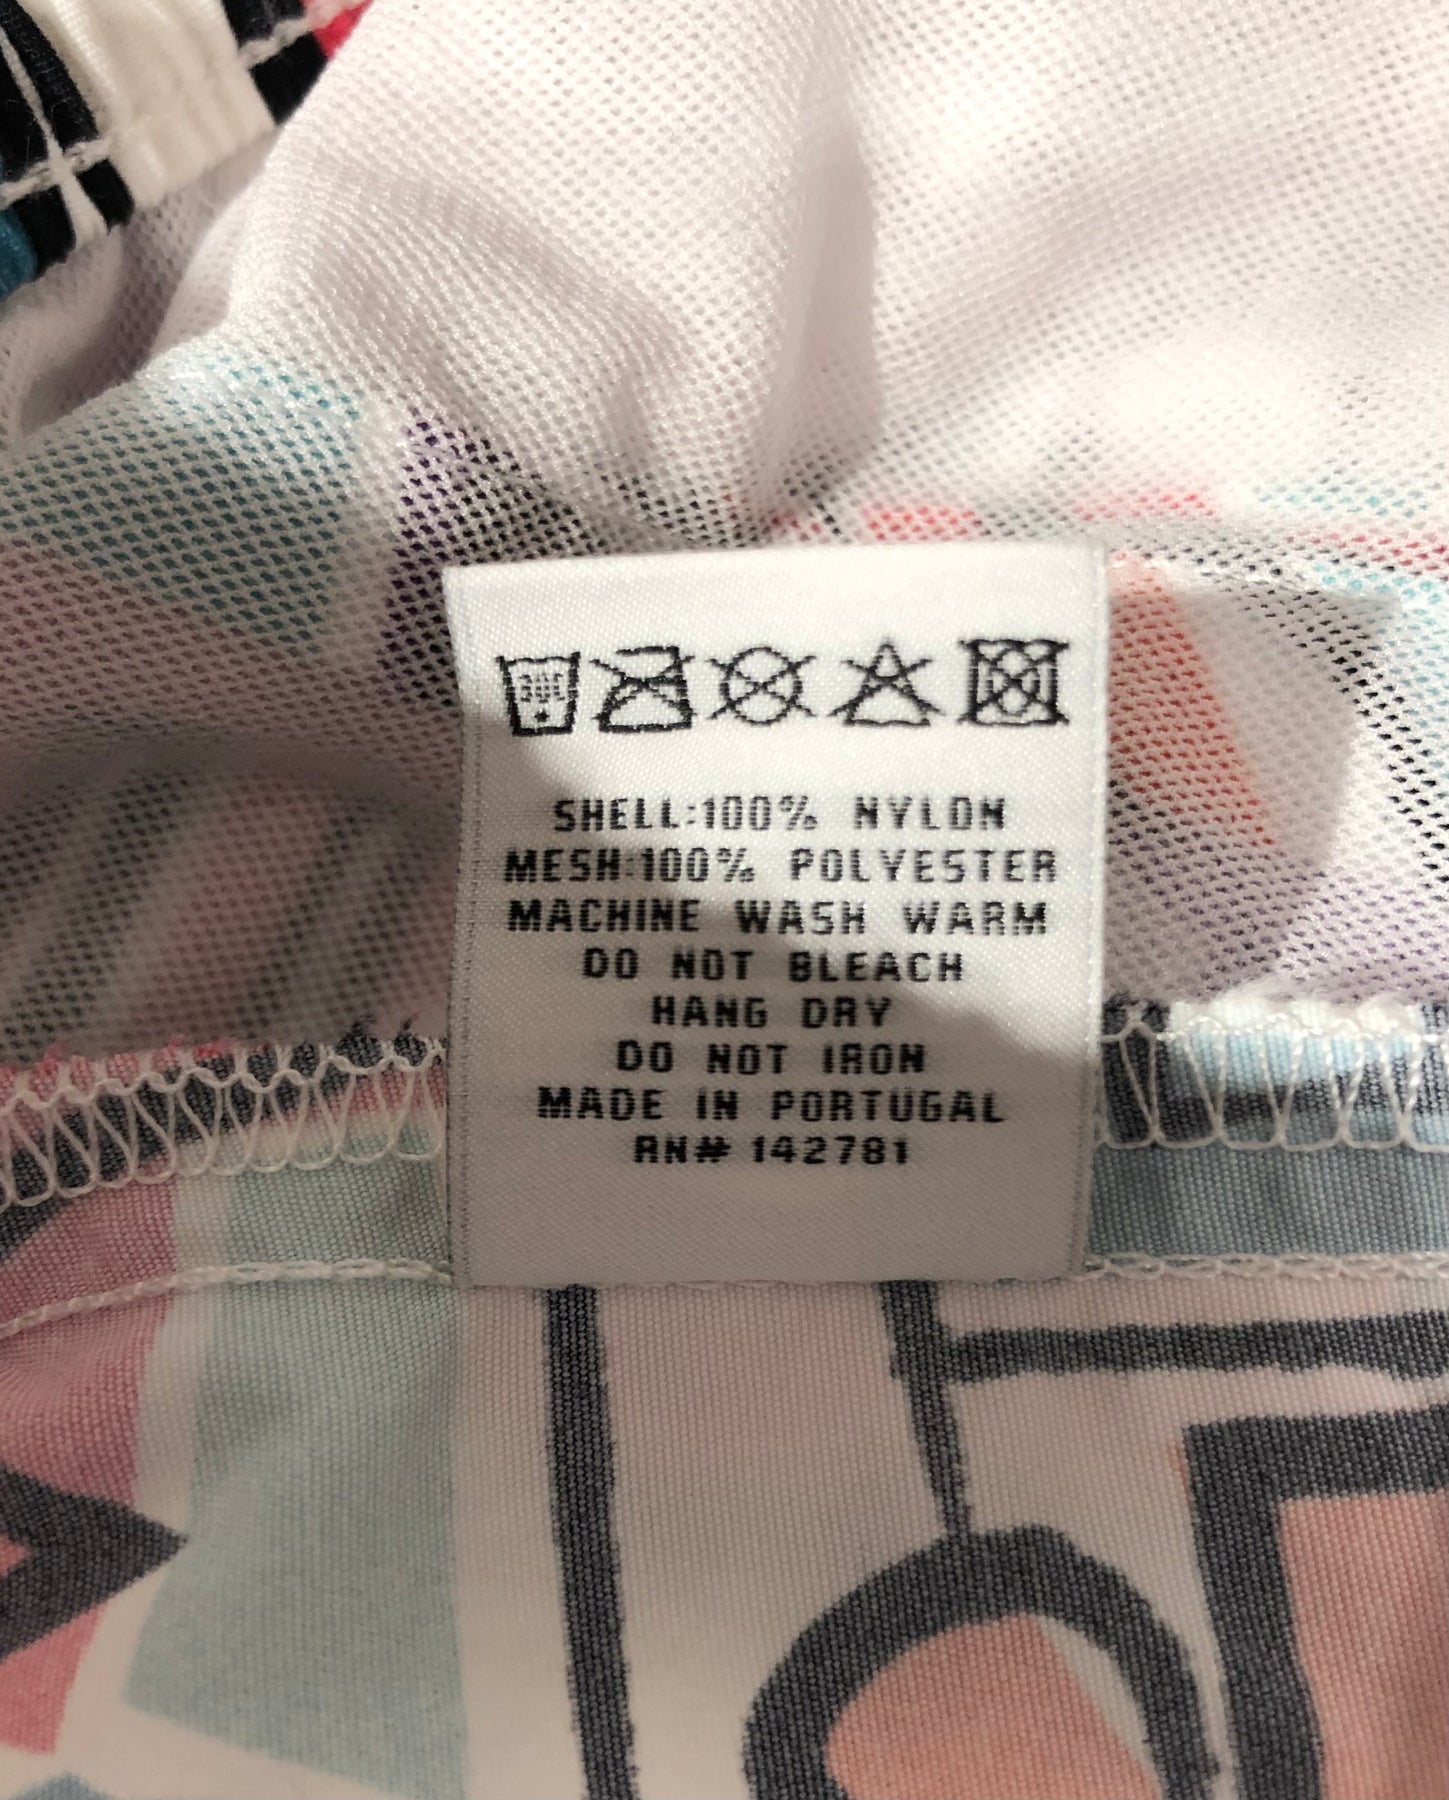 30C
SHELL:100% NYLON
MESH:100% POLYESTER
MACHINE WASH WARM
DO NOT BLEACH
HANG DRY
DO NOT IRON
MADE IN PORTUGAL
RN# 142781